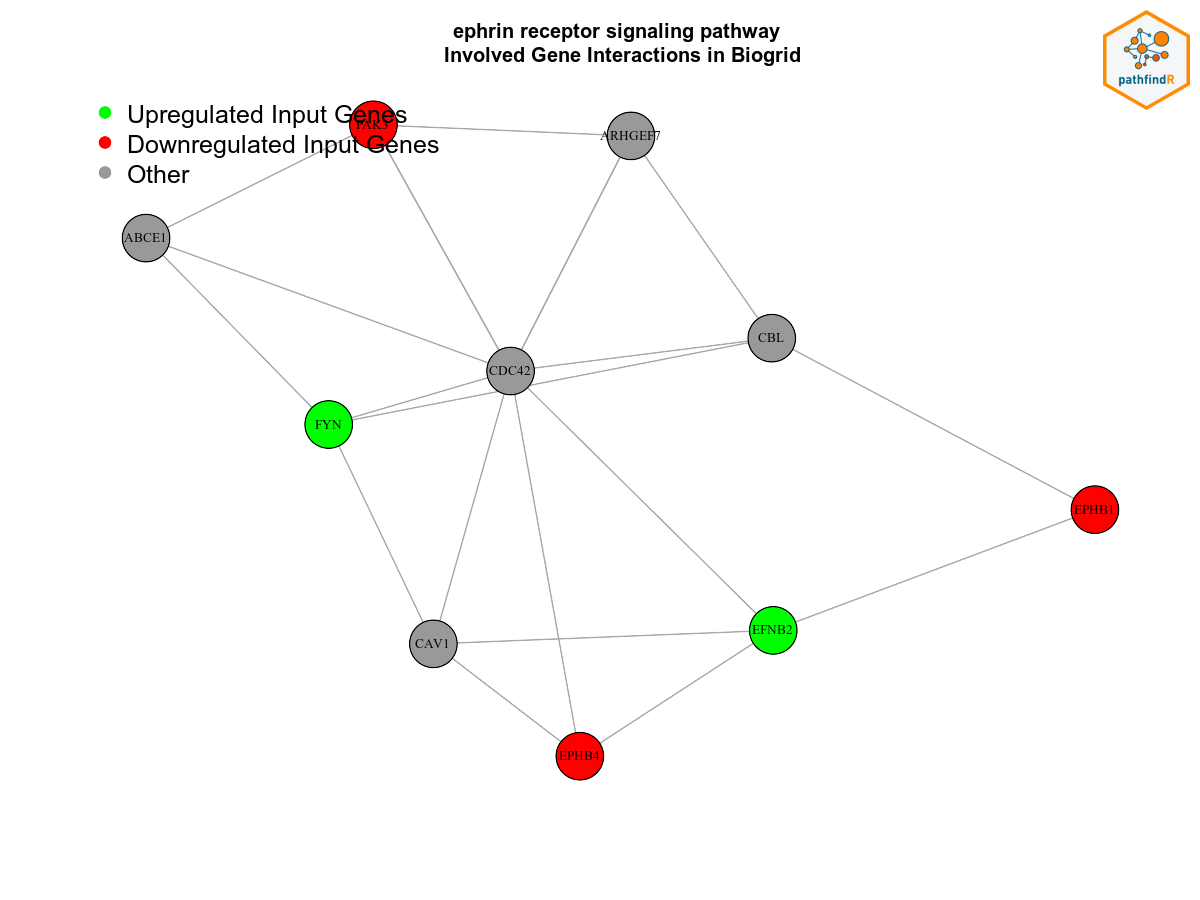 ephrin receptor signaling pathway
Involved Gene Interactions in Biogrid
pathfindR
Upregulated Input Genes
Downregulated Input Genes
Other
PAK3
ARHGEF7
ABCE1
CBL
CDC42
FYN
EPHB1
EFNB2
CAV1
EPHB4